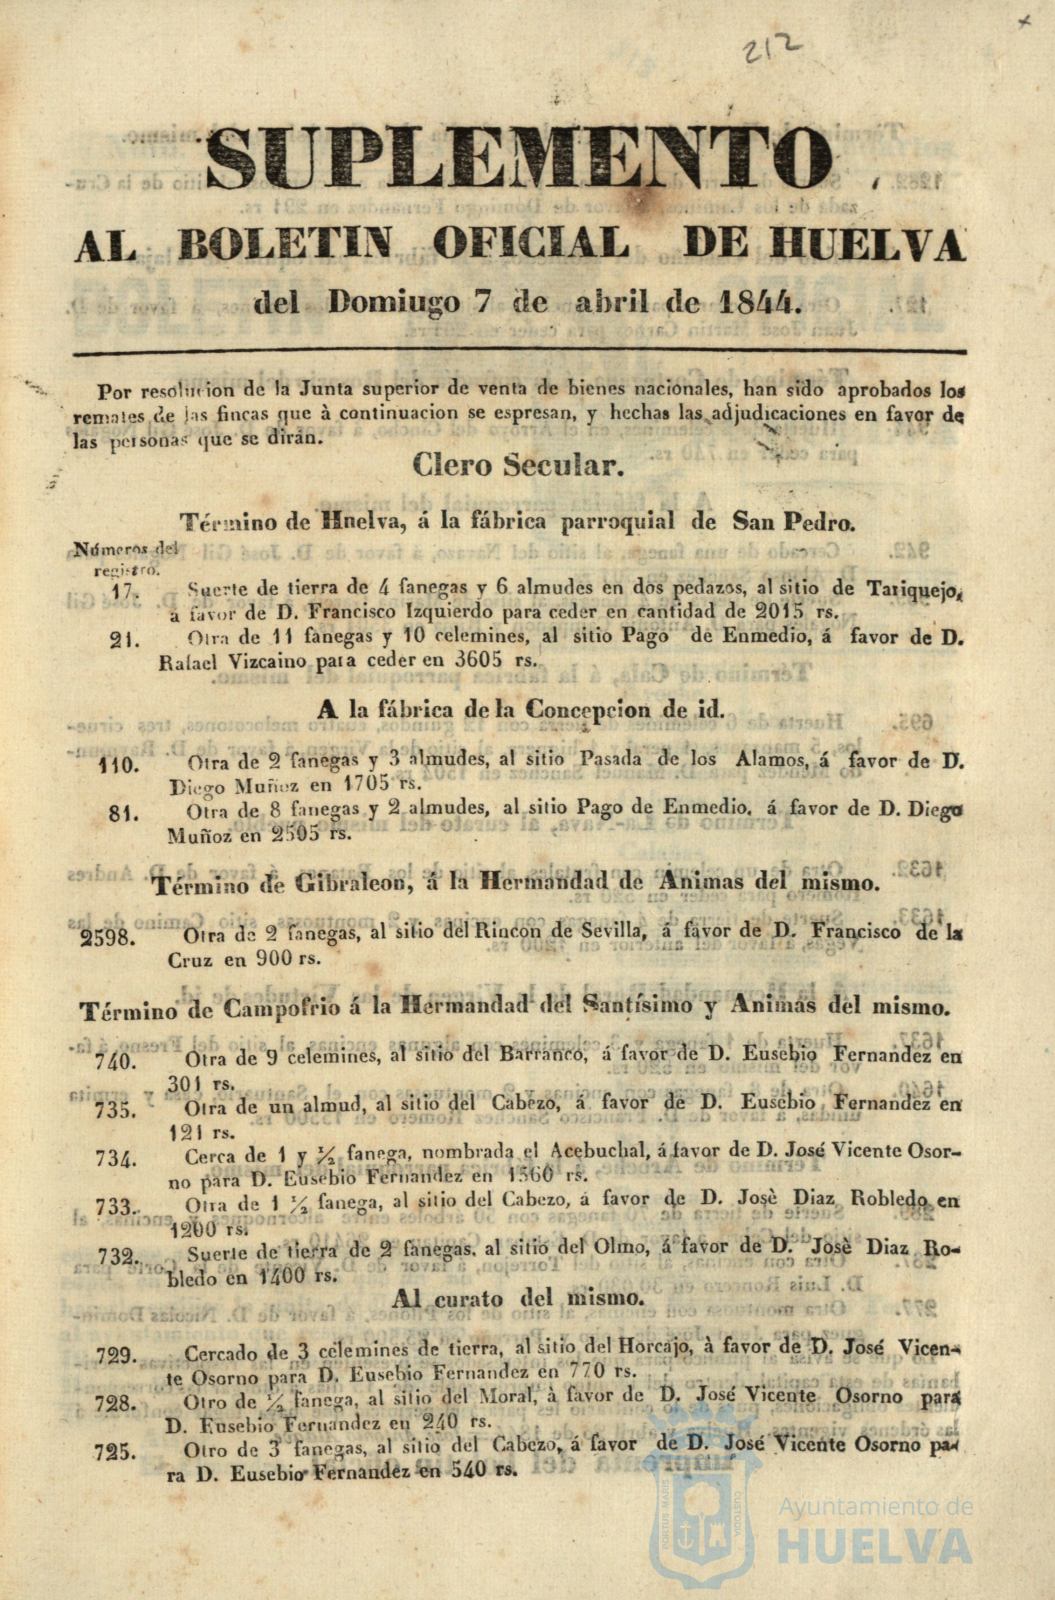 212
SUPLEMENTO
AL BOLETIN OFICIAL DE HUELVA
del Domiugo 7 de abril de 1844.
Por resolucion de la Junta superior de venta de bienes nacionales, han sido aprobados los
remates de las fincas que à continuacion se espresan, y hechas las adjudicaciones en favor de
las personas que se dirán.
Clero Secular.
Término de Hnelva, á la fábrica parroquial de San Pedro.
Números del
registro.
17. Suerte de tierra de 4 fanegas y 6 almudes en dos pedazos, al sitio de Tariquejo,
a favor de D. Francisco Izquierdo para ceder en cantidad de 2015 rs.
21. Otra de 11 fanegas y 10 celemines, al sitio Pago de Enmedio, á favor de D.
Rafael Vizcaino para ceder en 3605 rs.
A la fábrica de la Concepcion de id.
110. Otra de 2 fanegas y 3 almudes, al sitio Pasada de los Alamos, á favor de D.
Diego Muñoz en 1705 rs.
81. Otra de 8 fanegas y 2 almudes, al sitio Pago de Enmedio, á favor de D. Diego
Muñoz en 2505 rs.
Término de Gibraleon, á la Hermandad de Animas del mismo.
2598. Otra de 2 fanegas, al sitio del Rincon de Sevilla, á favor de D. Francisco de la
Cruz en 900 rs.
Término de Campofrio á la Hermandad del Santísimo y Animas del mismo.
740. Otra de 9 celemines, al sitio del Barranco, á favor de D. Eusebio Fernandez en
301 rs.
735. Otra de un almud, al sitio del Cabezo, á favor de D. Eusebio Fernandez en
121 rs.
734. Cerca de 1 y ½ fanega, nombrada el Acebuchal, á favor de D. José Vicente Osor-
no para D. Eusebio Fernandez en 1560 rs.
733. Otra de 1 ½ fanega, al sitio del Cabezo, á favor de D. Josè Diaz Robledo en
1200 rs.
732. Suerte de tierra de 2 fanegas, al sitio del Olmo, á favor de D. Josè Diaz Ro-
bledo en 1400 rs.
Al curato del mismo.
729. Cercado de 3 celemines de tierra, al sitio del Horcajo, à favor de D. José Vicen-
te Osorno para D. Eusebio Fernandez en 770 rs.
728. Otro de ½ fanega, al sitio del Moral, à favor de D. José Vicente Osorno para
D. Eusebio Fernandez en 240 rs.
725. Otro de 3 fanegas, al sitio del Cabezo, á favor de D. José Vicente Osorno pa-
ra D. Eusebio Fernandez en 540 rs.
PORTUS MARIS
CUSTODIA
Ayuntamiento de
HUELVA